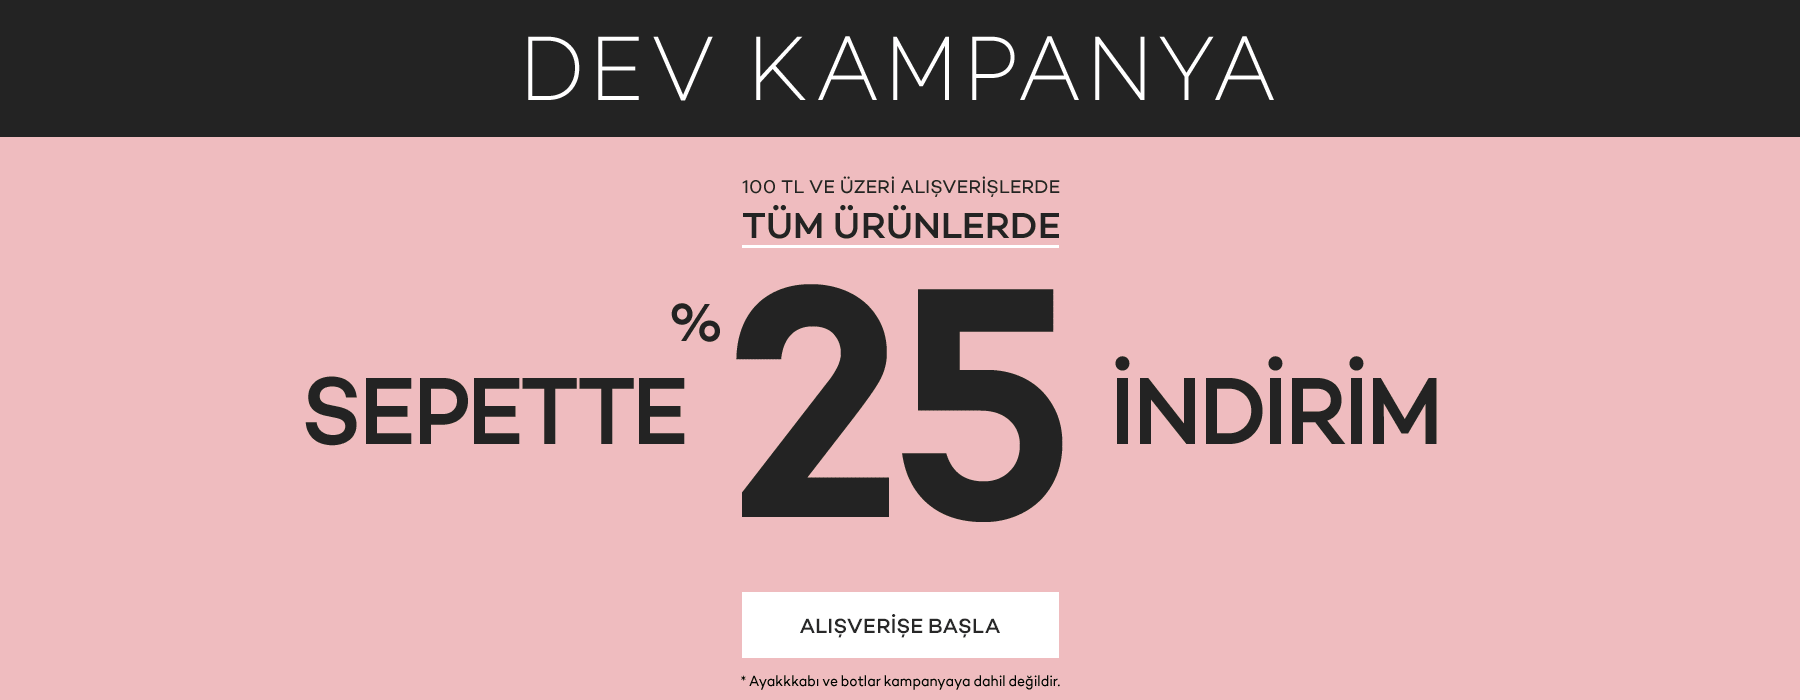 DEV KAMPANYA
100 TL VE ÜZERİ ALIŞVERİŞLERDE
TÜM ÜRÜNLERDE
SEPETTE %25 İNDİRİM
ALIŞVERİŞE BAŞLA
* Ayakkkabı ve botlar kampanyaya dahil değildir.